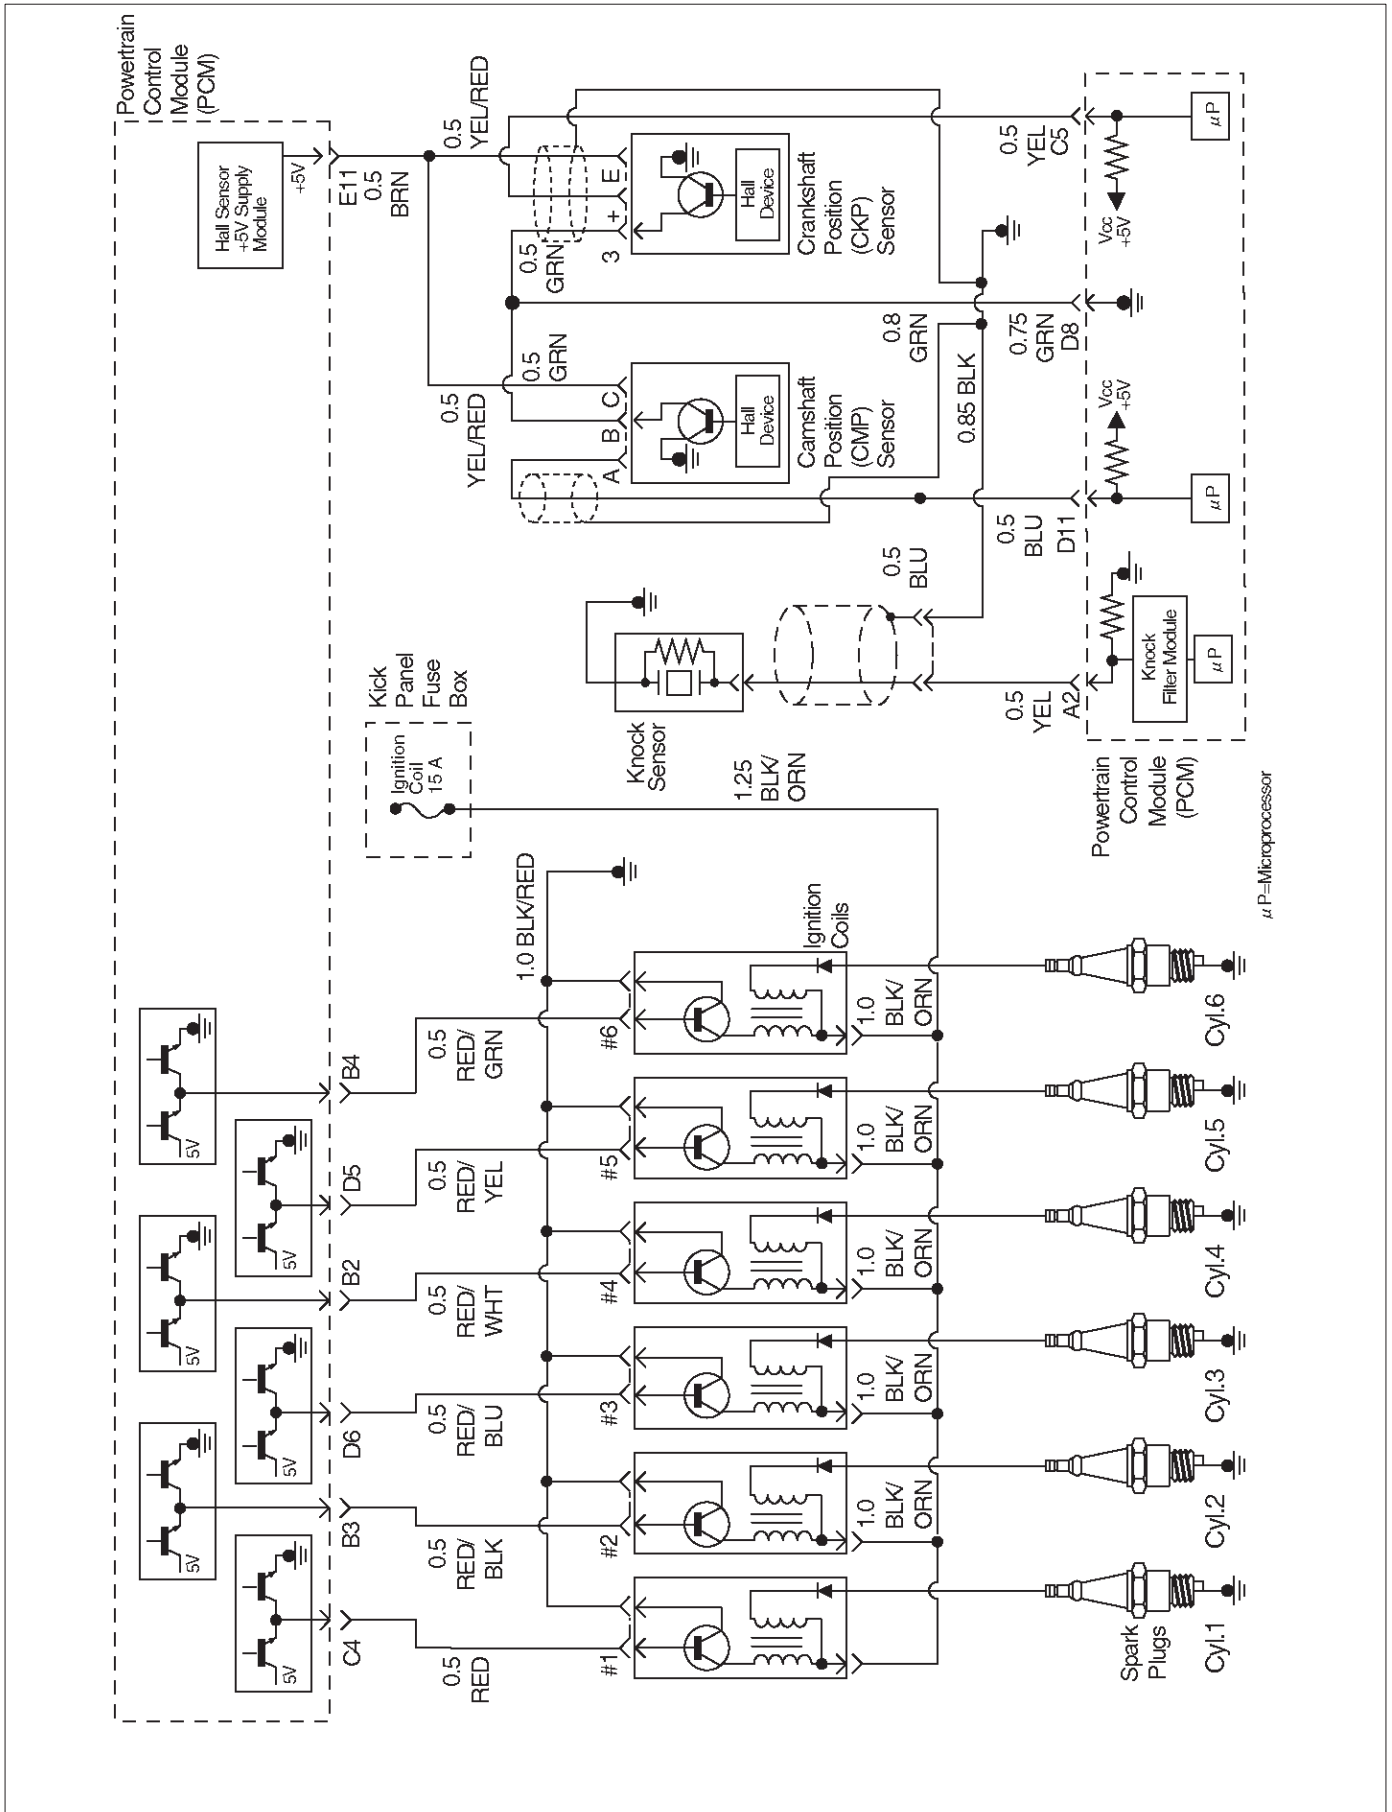 Powertrain
Control
Module
(PCM)
Hall Sensor
+5V Supply
Module
+5V
E11
0.5
BRN
0.5
YEL/RED
0.5
GRN
3
+
E
Hall
Device
Crankshaft
Position
(CKP)
Sensor
0.5
YEL
C5
Vcc
+5V
μP
0.5
YEL/RED
0.5
GRN
A
B
C
Hall
Device
Camshaft
Position
(CMP)
Sensor
0.8
GRN
0.75
GRN
D8
0.85 BLK
Vcc
+5V
0.5
BLU
D11
μP
0.5
BLU
Knock
Sensor
0.5
YEL
A2
Knock
Filter Module
μP
Powertrain
Control
Module
(PCM)
μP=Microprocessor
Kick
Panel
Fuse
Box
Ignition
Coil
15 A
1.25
BLK/
ORN
1.0 BLK/RED
5V
5V
5V
5V
5V
5V
C4
B3
D6
B2
D5
B4
0.5
RED
0.5
RED/
BLK
0.5
RED/
BLU
0.5
RED/
WHT
0.5
RED/
YEL
0.5
RED/
GRN
#1
#2
#3
#4
#5
#6
Ignition
Coils
1.0
BLK/
ORN
1.0
BLK/
ORN
1.0
BLK/
ORN
1.0
BLK/
ORN
1.0
BLK/
ORN
Spark
Plugs
Cyl.1
Cyl.2
Cyl.3
Cyl.4
Cyl.5
Cyl.6